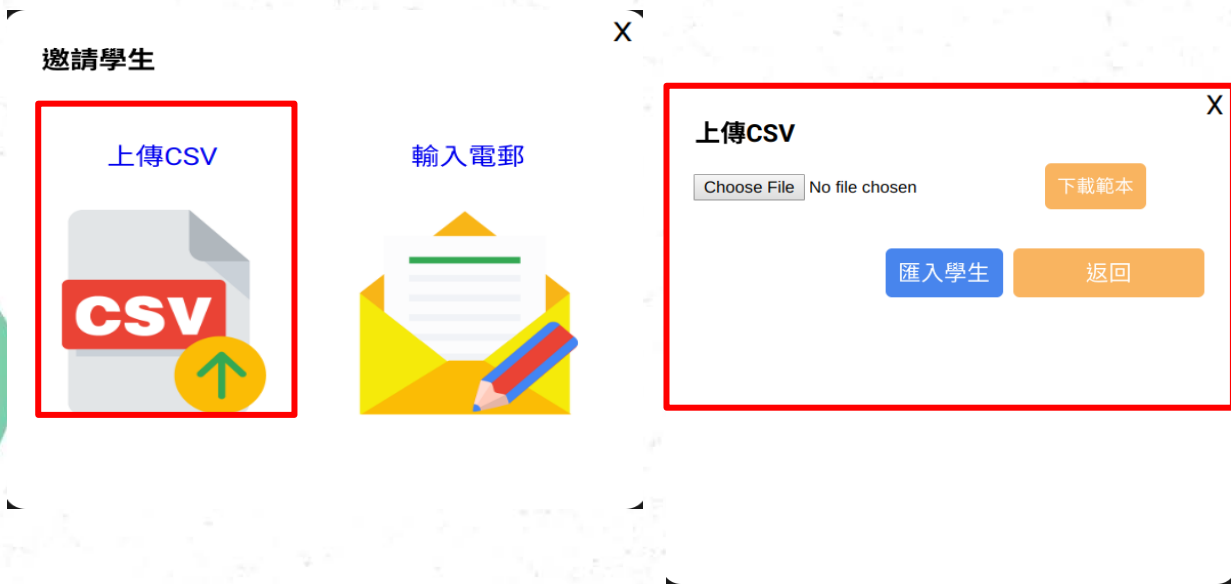 X
邀請學生
上傳CSV
輸入電郵
CSV
X
上傳CSV
Choose File No file chosen
下載範本
匯入學生
返回